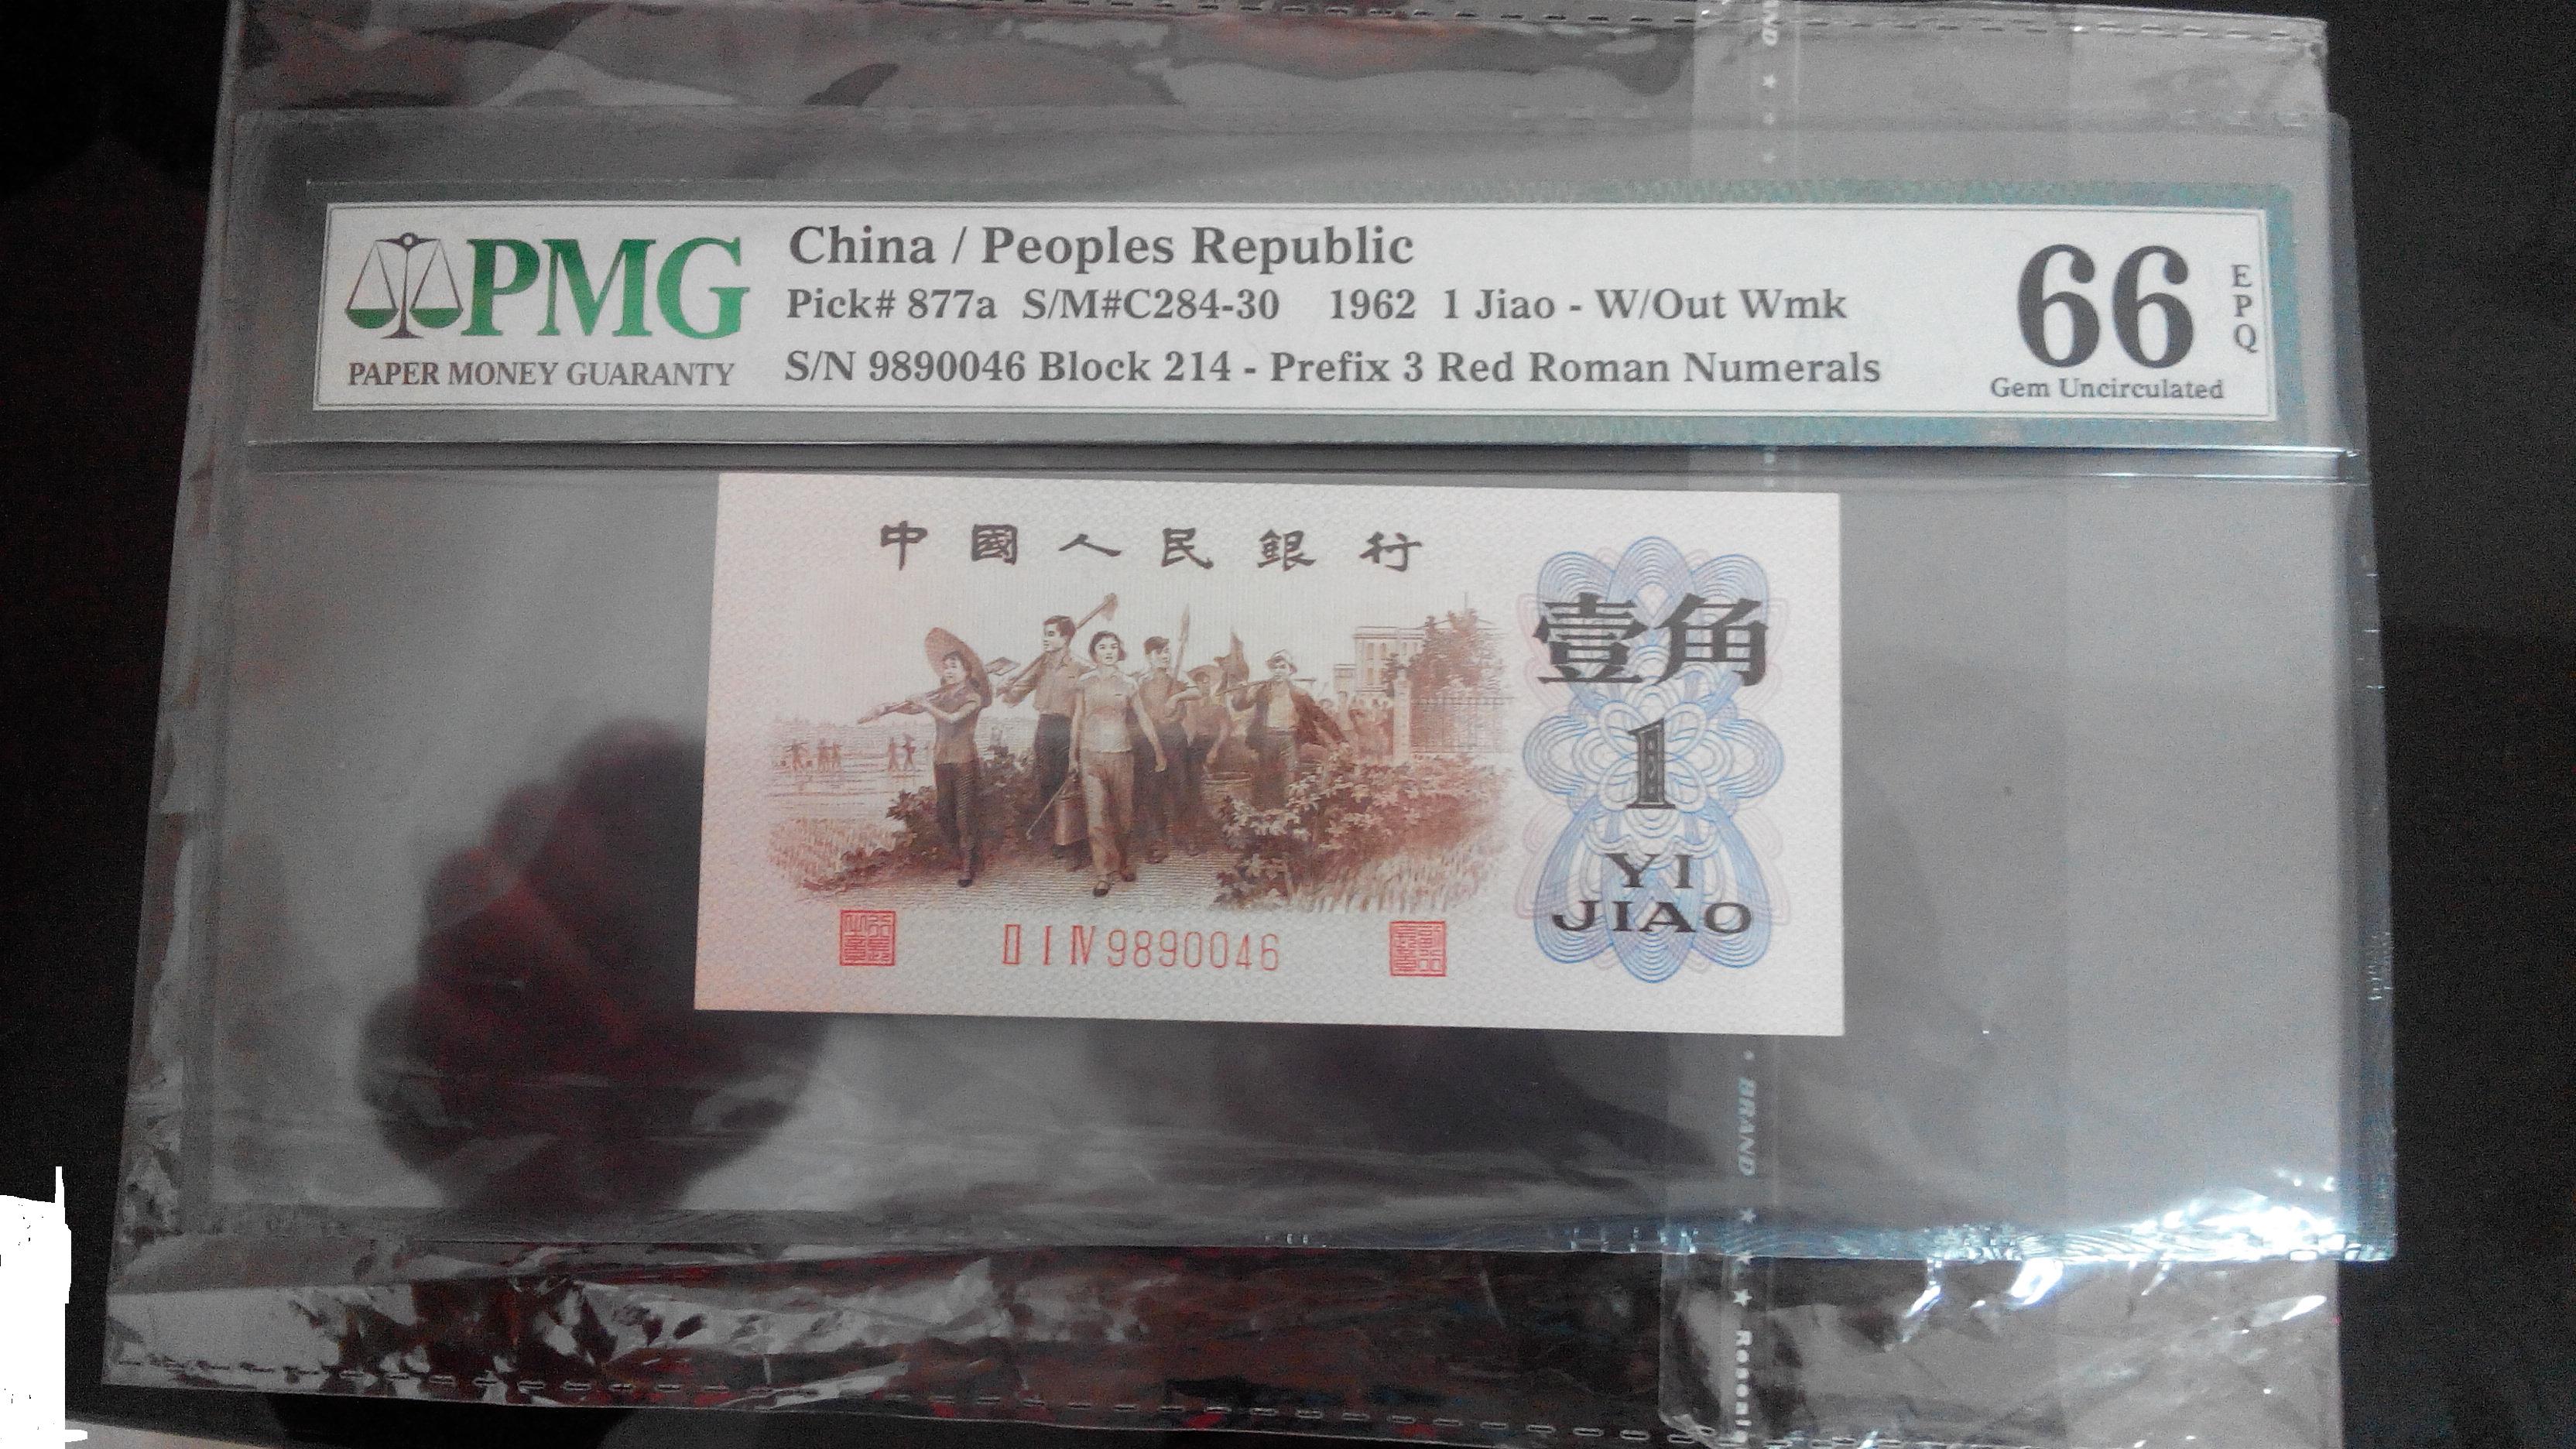 PMG
PAPER MONEY GUARANTY
China / Peoples Republic
Pick# 877a S/M#C284-30 1962 1 Jiao - W/Out Wmk
S/N 9890046 Block 214 - Prefix 3 Red Roman Numerals
66
EPQ
Gem Uncirculated
中國人民銀行
壹角
1
YI
JIAO
II I IV 9890046
BRAND